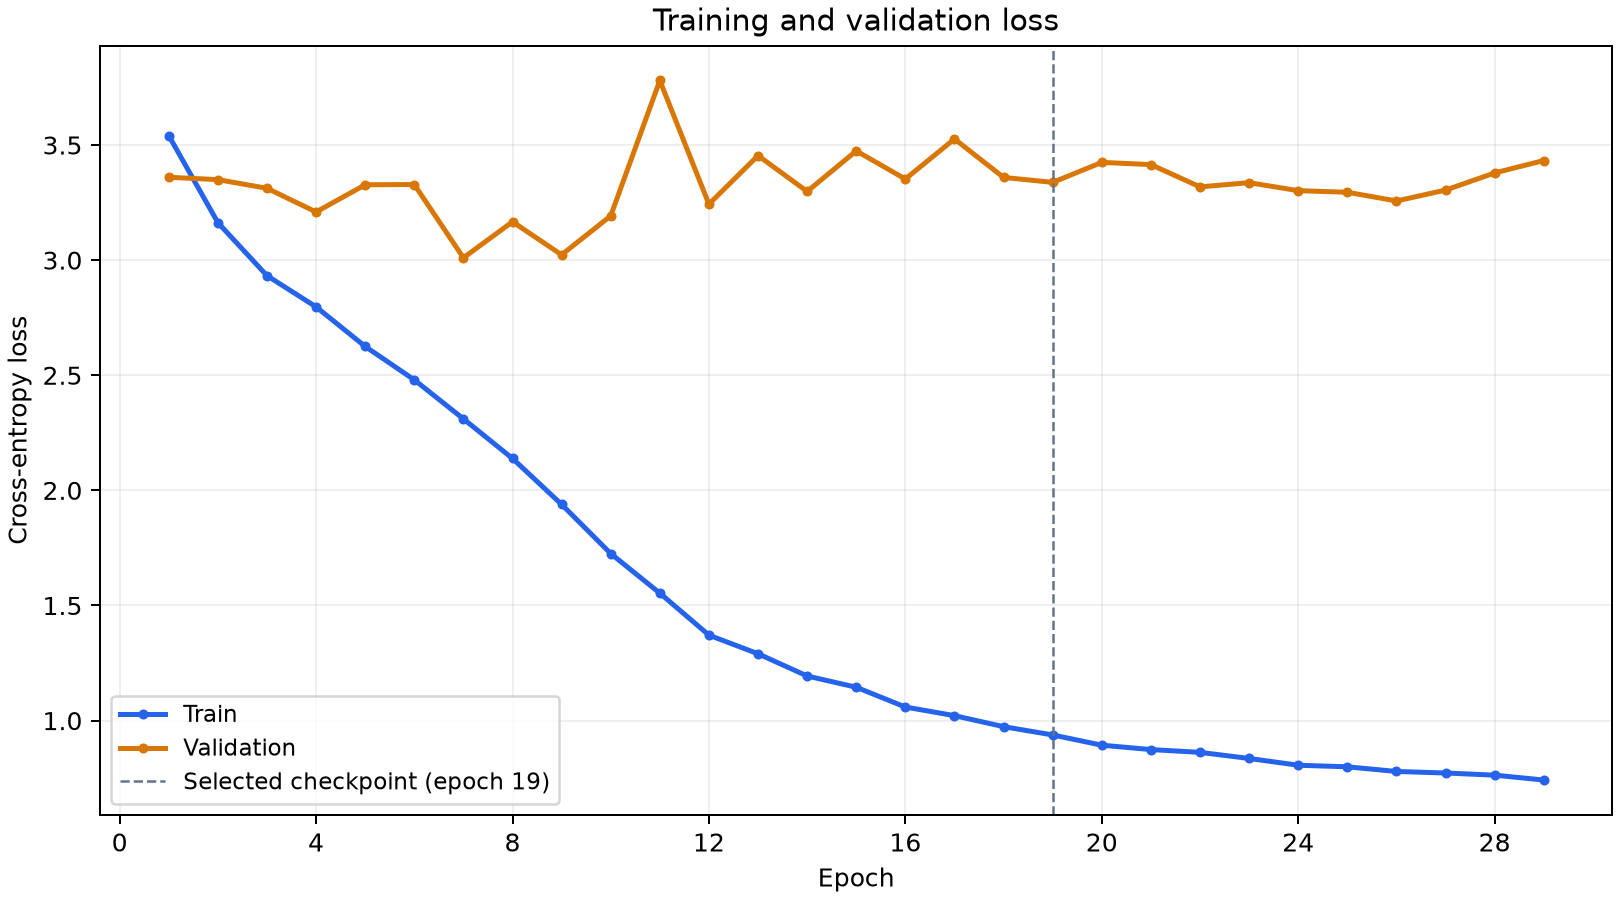 Training and validation loss
Cross-entropy loss
3.5
3.0
2.5
2.0
1.5
1.0
Train
Validation
Selected checkpoint (epoch 19)
0 4 8 12 16 20 24 28
Epoch